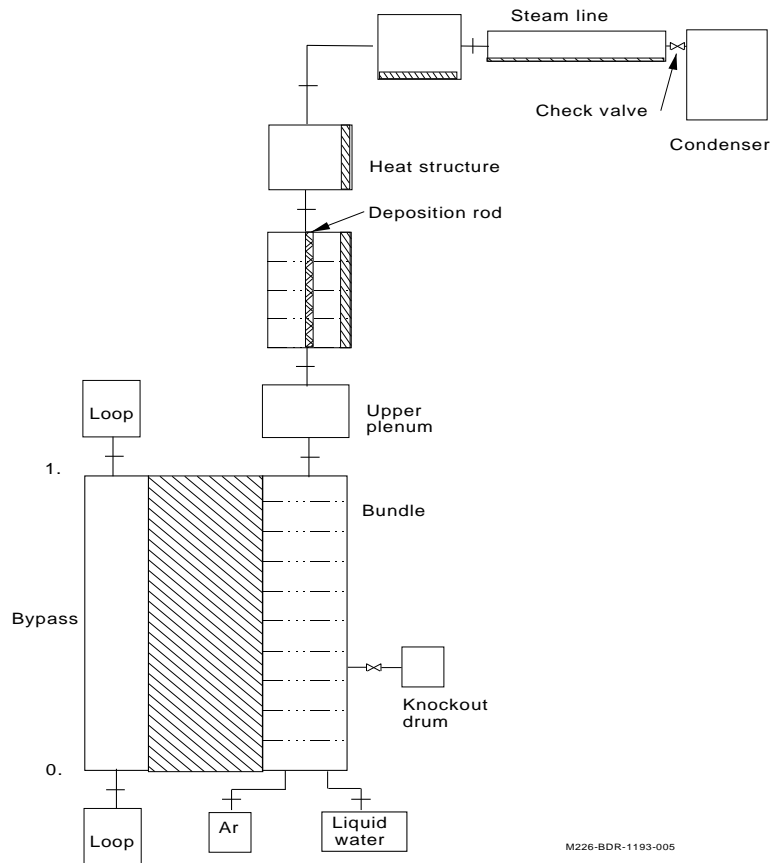 Steam line
Check valve
Condenser
Heat structure
Deposition rod
Loop
Upper
plenum
1.
Bundle
Bypass
Knockout
drum
0.
Loop
Ar
Liquid
water
M226-BDR-1193-005